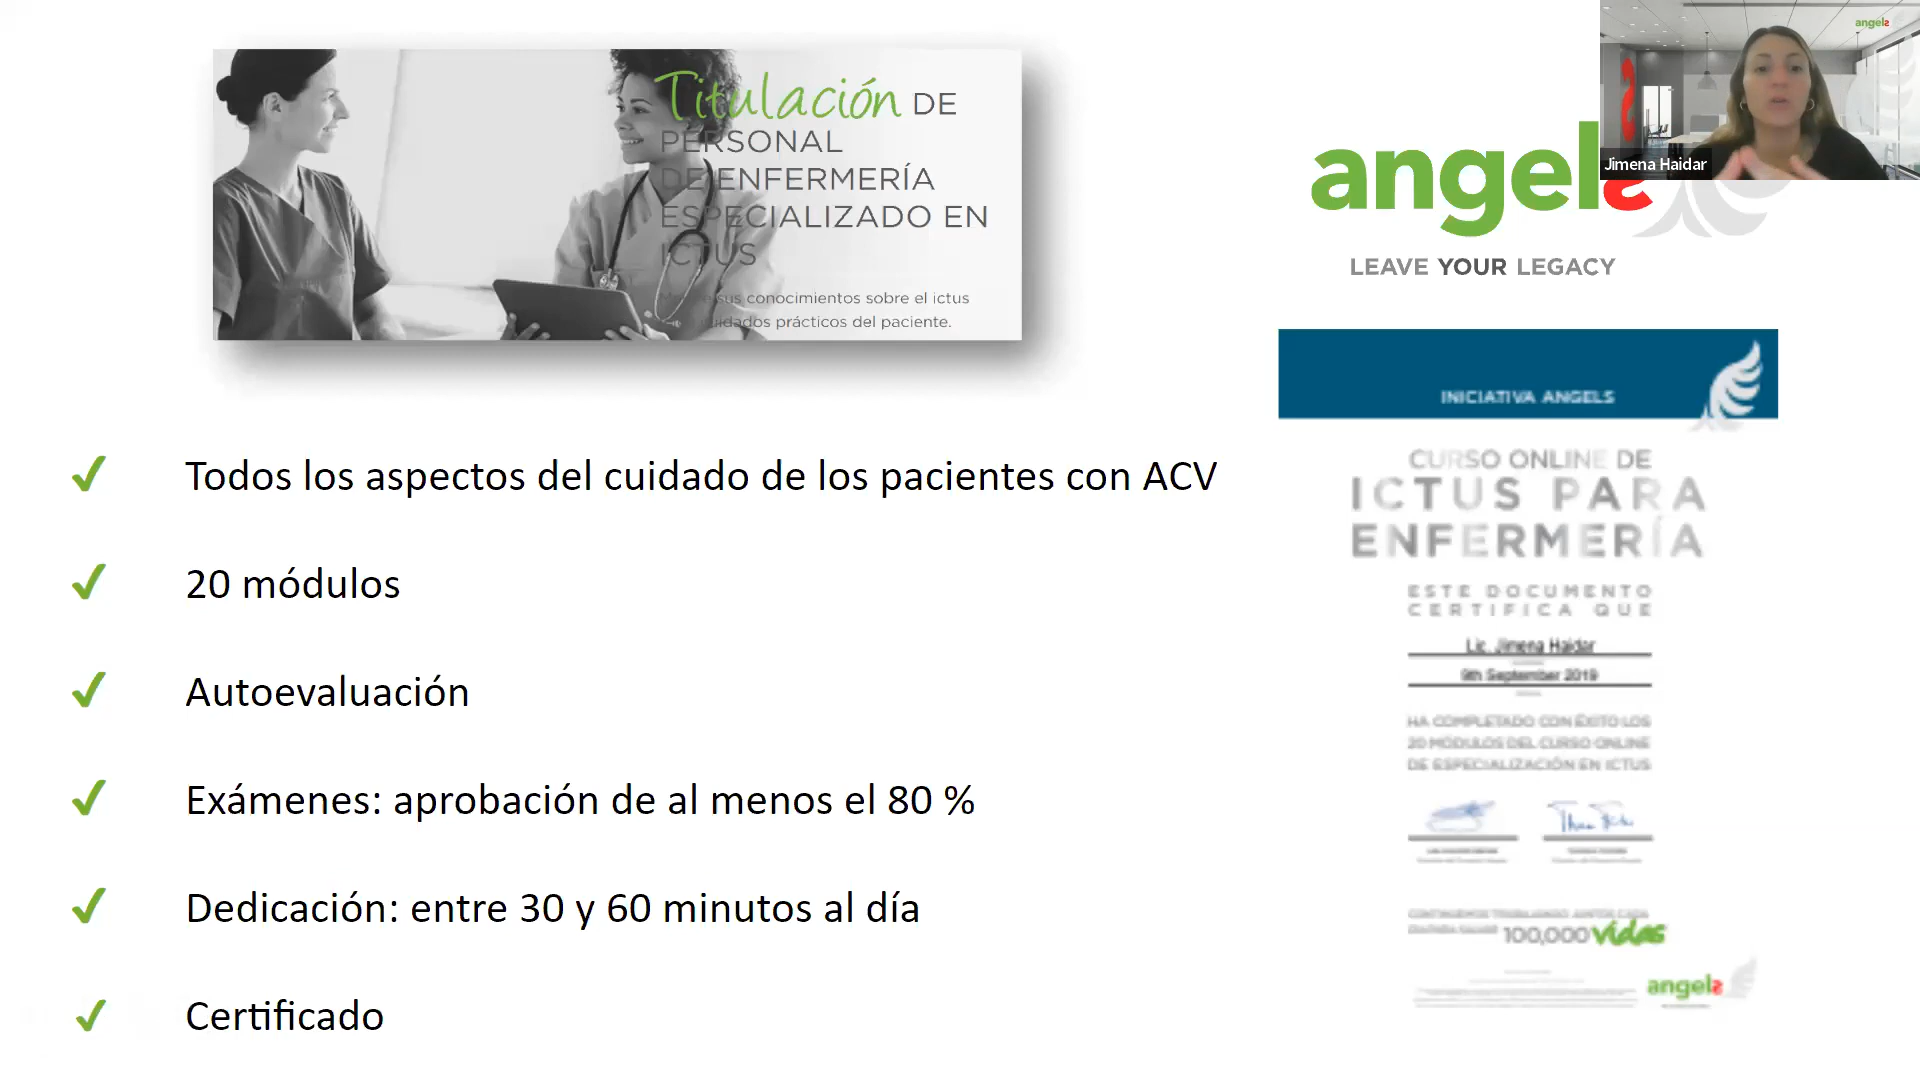 Titulación DE
PERSONAL
DE ENFERMERÍA
ESPECIALIZADO EN
ICTUS
sus conocimientos sobre el ictus
cuidados prácticos del paciente.
angels
Jimena Haidar
angels
LEAVE YOUR LEGACY
Todos los aspectos del cuidado de los pacientes con ACV
20 módulos
Autoevaluación
Exámenes: aprobación de al menos el 80 %
Dedicación: entre 30 y 60 minutos al día
Certificado
INICIATIVA ANGELS
CURSO ONLINE DE
ICTUS PARA
ENFERMERÍA
ESTE DOCUMENTO
CERTIFICA QUE
Lic. Jimena Haidar
9th September 2019
HA COMPLETADO CON ÉXITO LOS
20 MÓDULOS DEL CURSO ONLINE
DE ESPECIALIZACIÓN EN ICTUS
100,000 vidas
angels